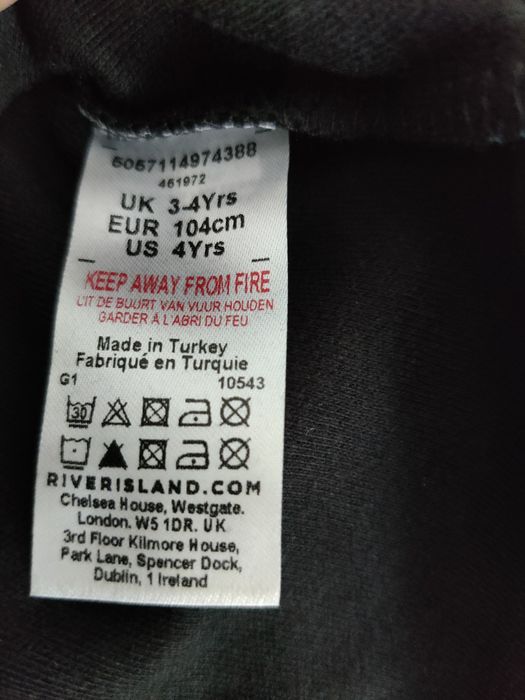 5057114974388
461972
UK 3-4Yrs
EUR 104cm
US 4Yrs
KEEP AWAY FROM FIRE
UIT DE BUURT VAN VUUR HOUDEN
GARDER À L'ABRI DU FEU
Made in Turkey
Fabriqué en Turquie
G1 10543
30
RIVERISLAND.COM
Chelsea House, Westgate.
London. W5 1DR. UK
3rd Floor Kilmore House,
Park Lane, Spencer Dock,
Dublin, 1 Ireland